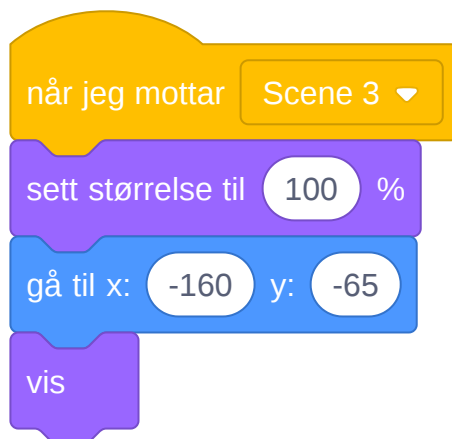 når jeg mottar Scene 3
sett størrelse til 100 %
gå til x: -160 y: -65
vis